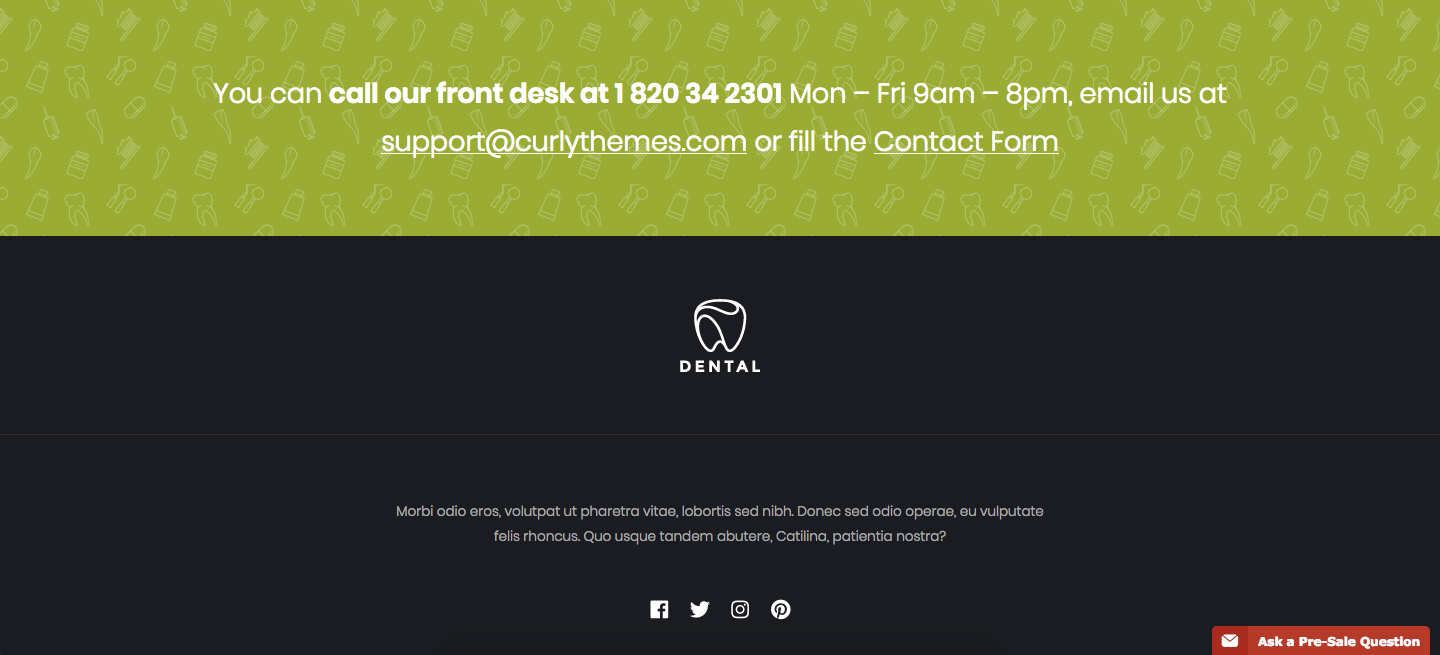 You can call our front desk at 1 820 34 2301 Mon – Fri 9am – 8pm, email us at
support@curlythemes.com or fill the Contact Form
DENTAL
Morbi odio eros, volutpat ut pharetra vitae, lobortis sed nibh. Donec sed odio operae, eu vulputate
felis rhoncus. Quo usque tandem abutere, Catilina, patientia nostra?
Ask a Pre-Sale Question